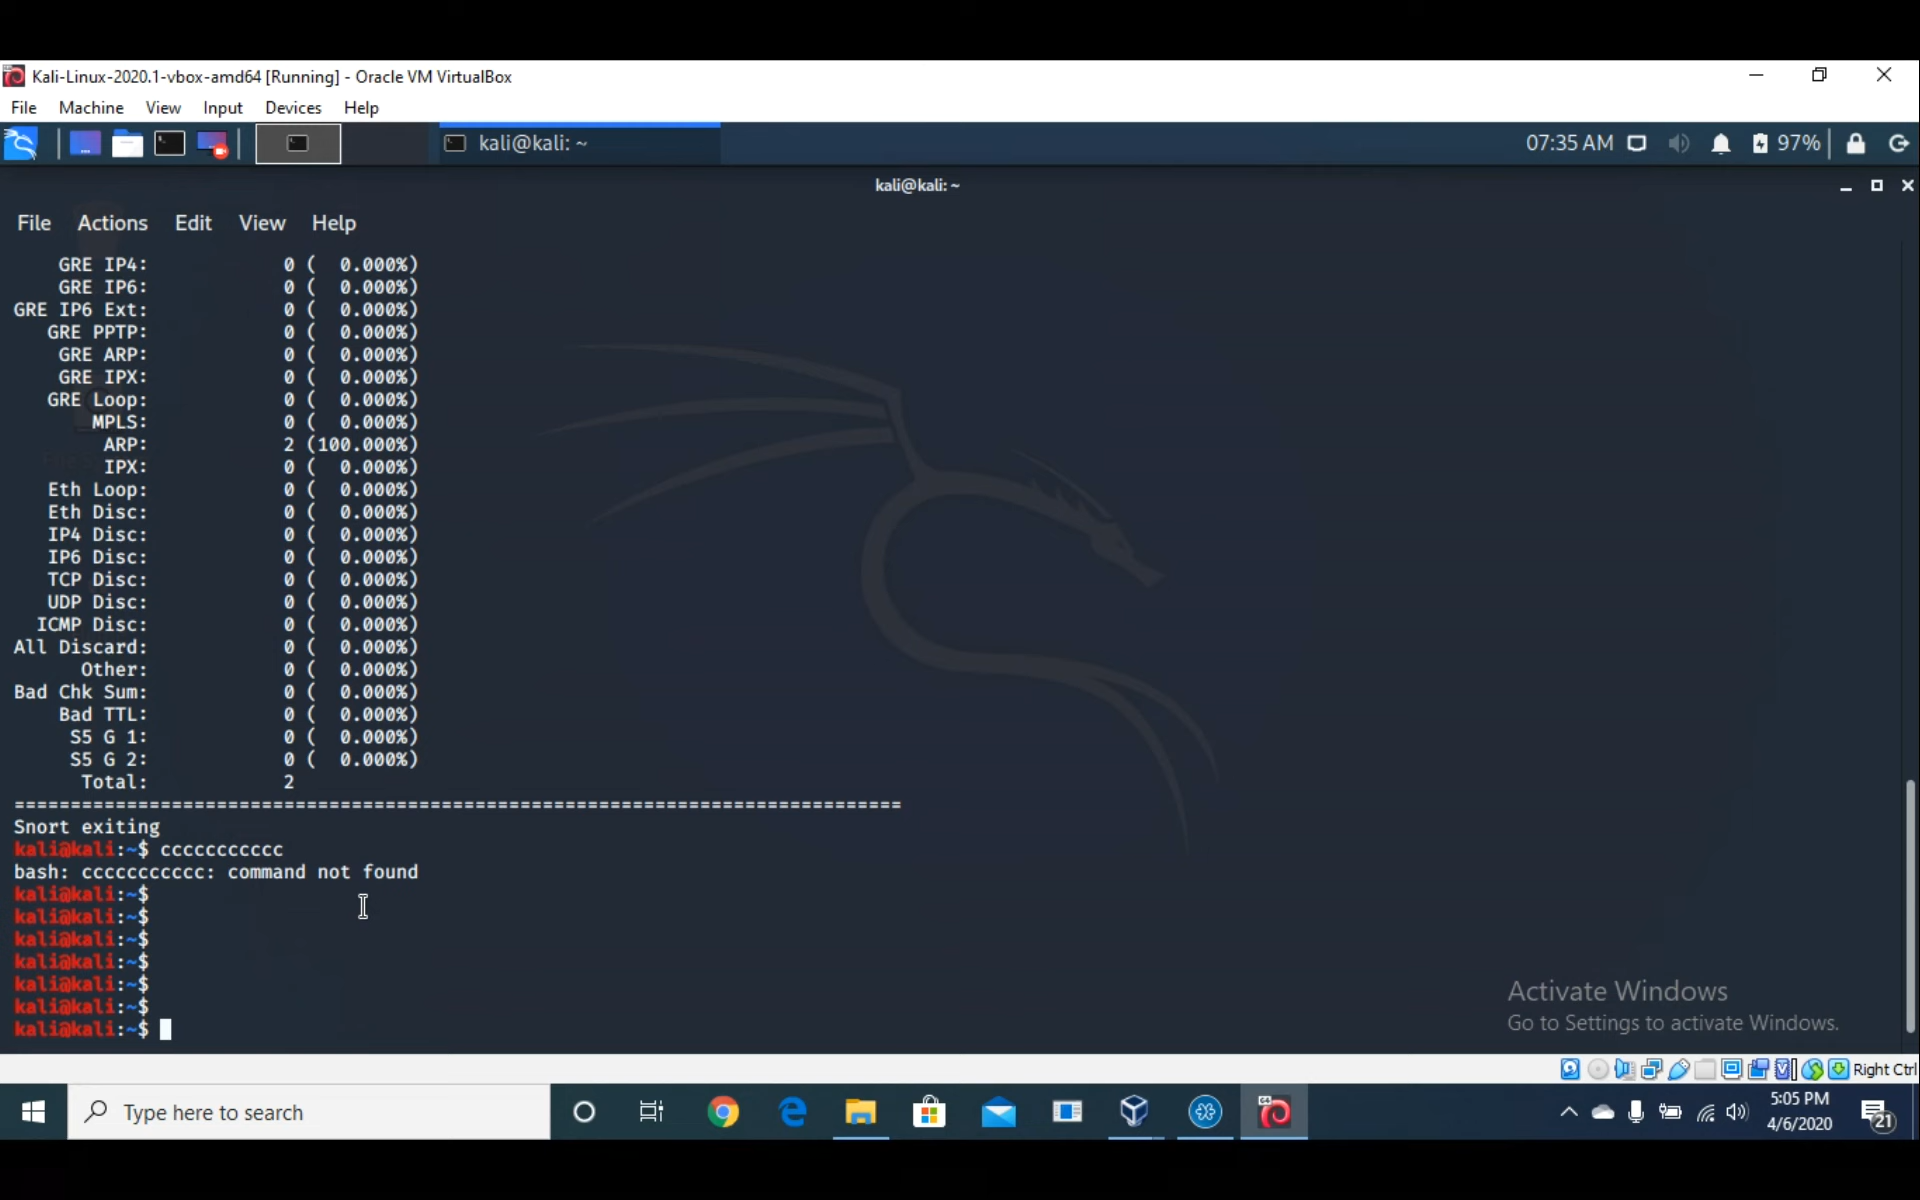 Kali-Linux-2020.1-vbox-amd64 [Running] - Oracle VM VirtualBox
File Machine View Input Devices Help
kali@kali: ~
07:35 AM
97%
kali@kali: ~
File Actions Edit View Help
GRE IP4: 0 ( 0.000%)
GRE IP6: 0 ( 0.000%)
GRE IP6 Ext: 0 ( 0.000%)
GRE PPTP: 0 ( 0.000%)
GRE ARP: 0 ( 0.000%)
GRE IPX: 0 ( 0.000%)
GRE Loop: 0 ( 0.000%)
MPLS: 0 ( 0.000%)
ARP: 2 (100.000%)
IPX: 0 ( 0.000%)
Eth Loop: 0 ( 0.000%)
Eth Disc: 0 ( 0.000%)
IP4 Disc: 0 ( 0.000%)
IP6 Disc: 0 ( 0.000%)
TCP Disc: 0 ( 0.000%)
UDP Disc: 0 ( 0.000%)
ICMP Disc: 0 ( 0.000%)
All Discard: 0 ( 0.000%)
Other: 0 ( 0.000%)
Bad Chk Sum: 0 ( 0.000%)
Bad TTL: 0 ( 0.000%)
S5 G 1: 0 ( 0.000%)
S5 G 2: 0 ( 0.000%)
Total: 2
===============================================================================
Snort exiting
kali@kali:~$ ccccccccccc
bash: ccccccccccc: command not found
kali@kali:~$
kali@kali:~$
kali@kali:~$
kali@kali:~$
kali@kali:~$
kali@kali:~$
kali@kali:~$
Activate Windows
Go to Settings to activate Windows.
Right Ctrl
Type here to search
64
5:05 PM
4/6/2020
21